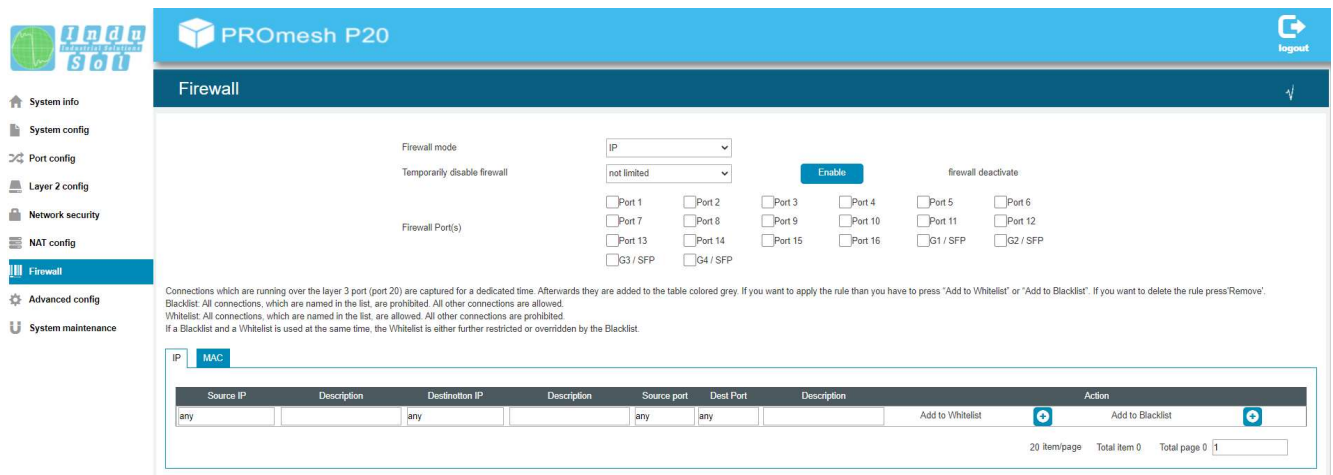 Indu
Industrial Solutions
Sol
PROmesh P20
logout
Firewall
System info
System config
Port config
Layer 2 config
Network security
NAT config
Firewall
Advanced config
System maintenance
Firewall mode IP
Temporarily disable firewall not limited Enable firewall deactivate
Firewall Port(s)
Port 1 Port 2 Port 3 Port 4 Port 5 Port 6
Port 7 Port 8 Port 9 Port 10 Port 11 Port 12
Port 13 Port 14 Port 15 Port 16 G1 / SFP G2 / SFP
G3 / SFP G4 / SFP
Connections which are running over the layer 3 port (port 20) are captured for a dedicated time. Afterwards they are added to the table colored grey. If you want to apply the rule than you have to press "Add to Whitelist" or "Add to Blacklist". If you want to delete the rule press'Remove'.
Blacklist: All connections, which are named in the list, are prohibited. All other connections are allowed.
Whitelist: All connections, which are named in the list, are allowed. All other connections are prohibited.
If a Blacklist and a Whitelist is used at the same time, the Whitelist is either further restricted or overridden by the Blacklist.
IP MAC
Source IP Description Destinotton IP Description Source port Dest Port Description Action
any any any any Add to Whitelist Add to Blacklist
20 item/page Total item 0 Total page 0 1